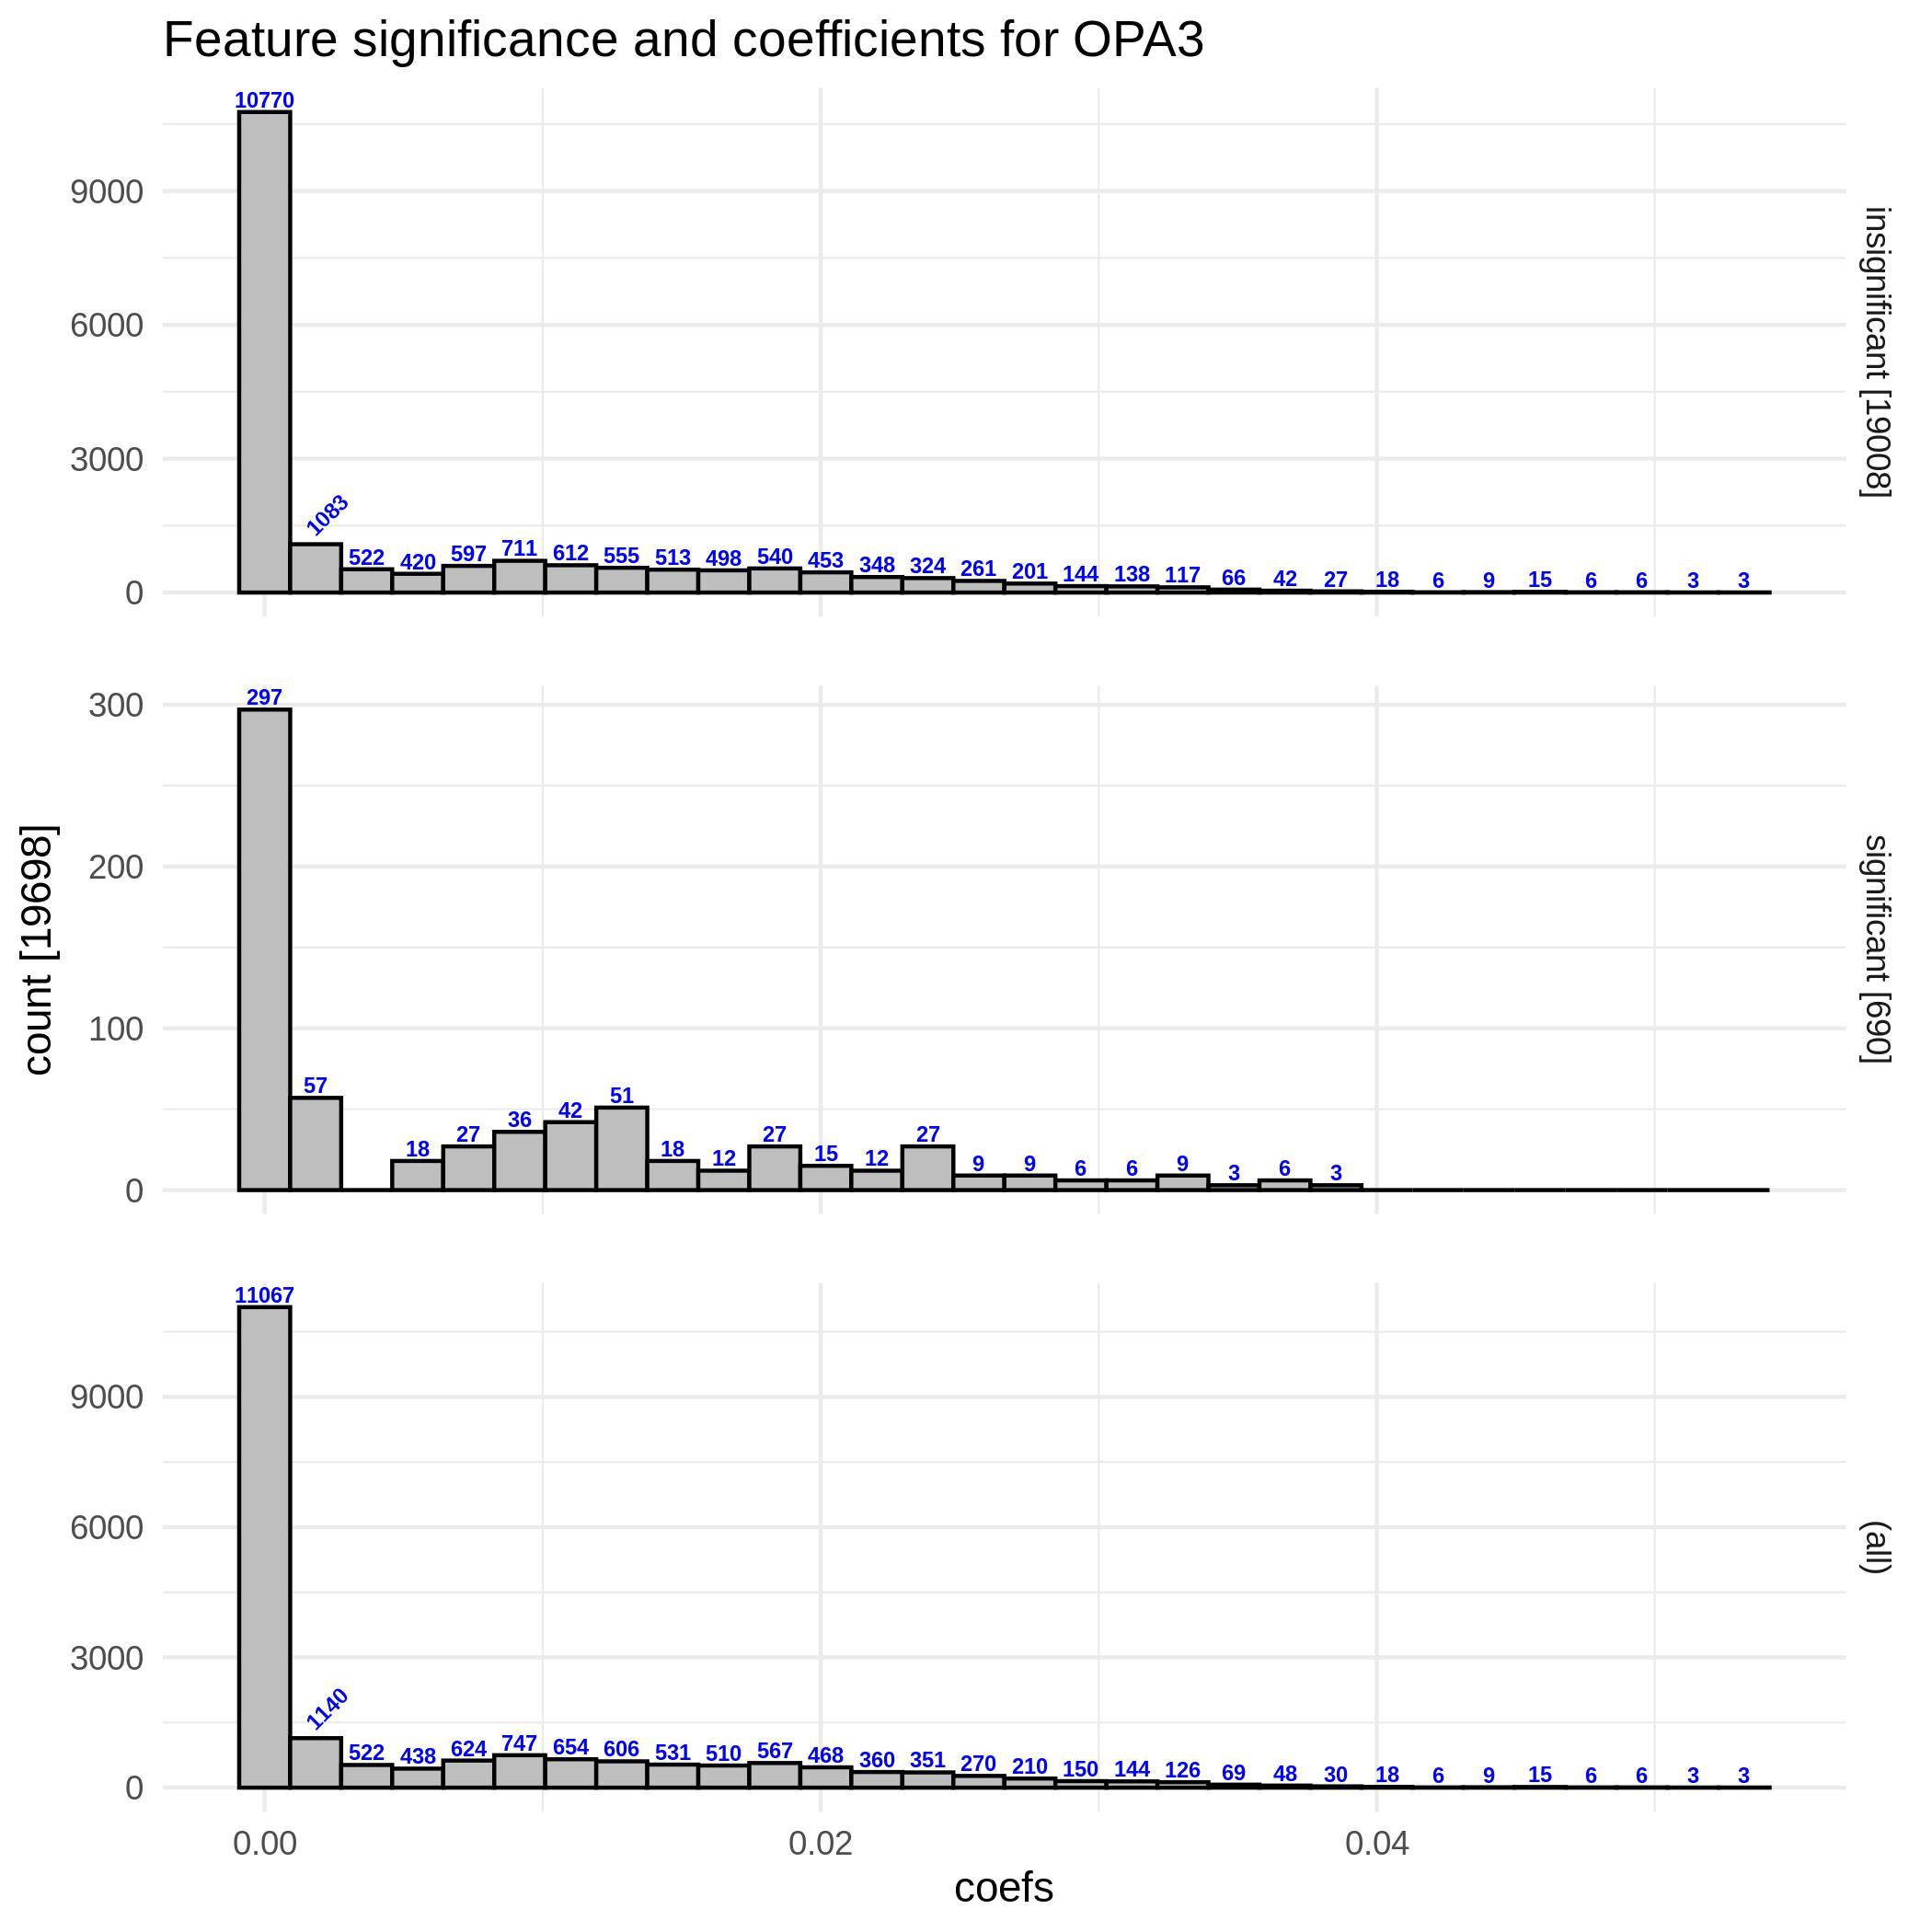 Feature significance and coefficients for OPA3
10770
1083
522 420 597 711 612 555 513 498 540 453 348 324 261 201 144 138 117 66 42 27 18 6 9 15 6 6 3 3
9000
6000
3000
0
insignificant [19008]
297
57
18 27 36 42 51 18 12 27 15 12 27 9 9 6 6 9 3 6 3
300
200
100
0
significant [690]
count [19698]
11067
1140
522 438 624 747 654 606 531 510 567 468 360 351 270 210 150 144 126 69 48 30 18 6 9 15 6 6 3 3
9000
6000
3000
0
(all)
0.00 0.02 0.04
coefs